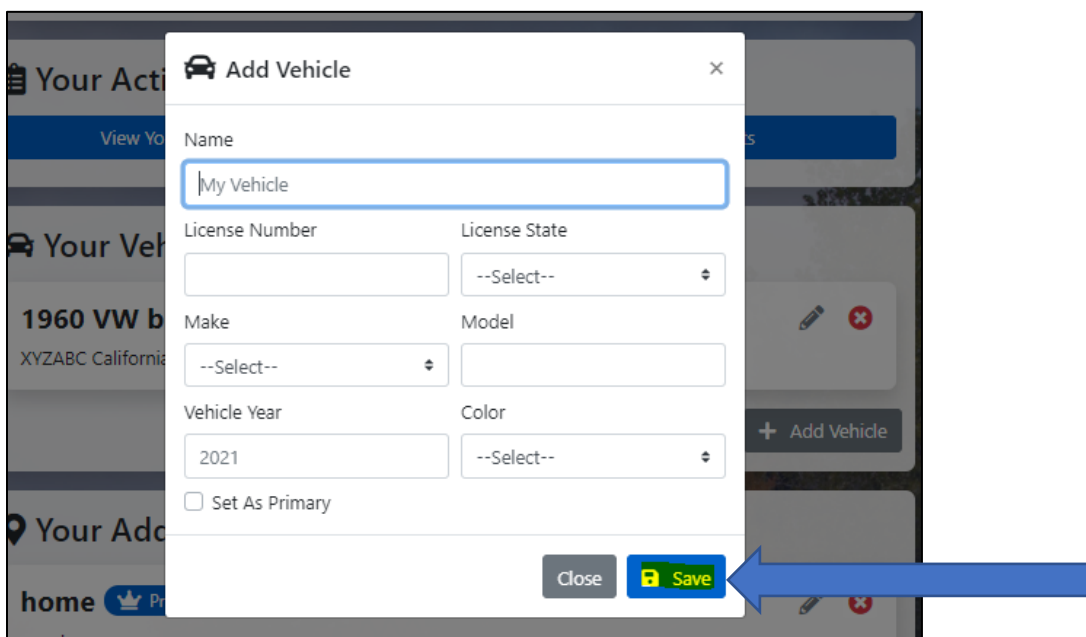 Your Acti
Add Vehicle ×
View Yo
ts
Name
My Vehicle
License Number License State
--Select--
Your Veh
1960 VW b
XYZABC California
Make Model
--Select--
Vehicle Year Color
2021 --Select--
+ Add Vehicle
Set As Primary
Your Add
Close Save
home Pr